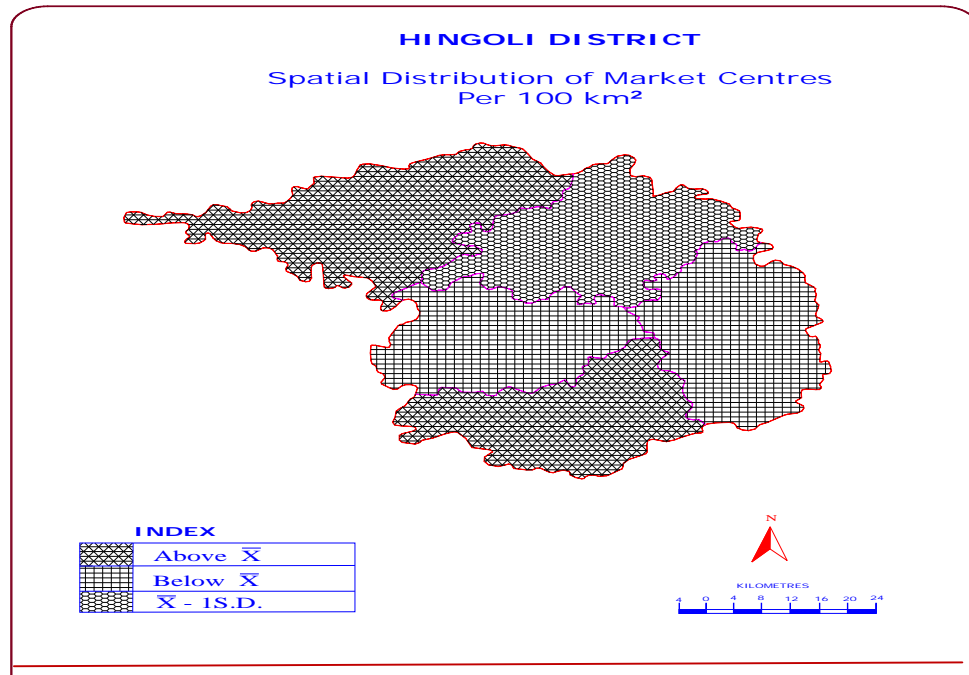 HINGOLI DISTRICT
Spatial Distribution of Market Centres
Per 100 km²
INDEX
Above X̅
Below X̅
X̅ - 1S.D.
N
KILOMETRES
4 0 4 8 12 16 20 24